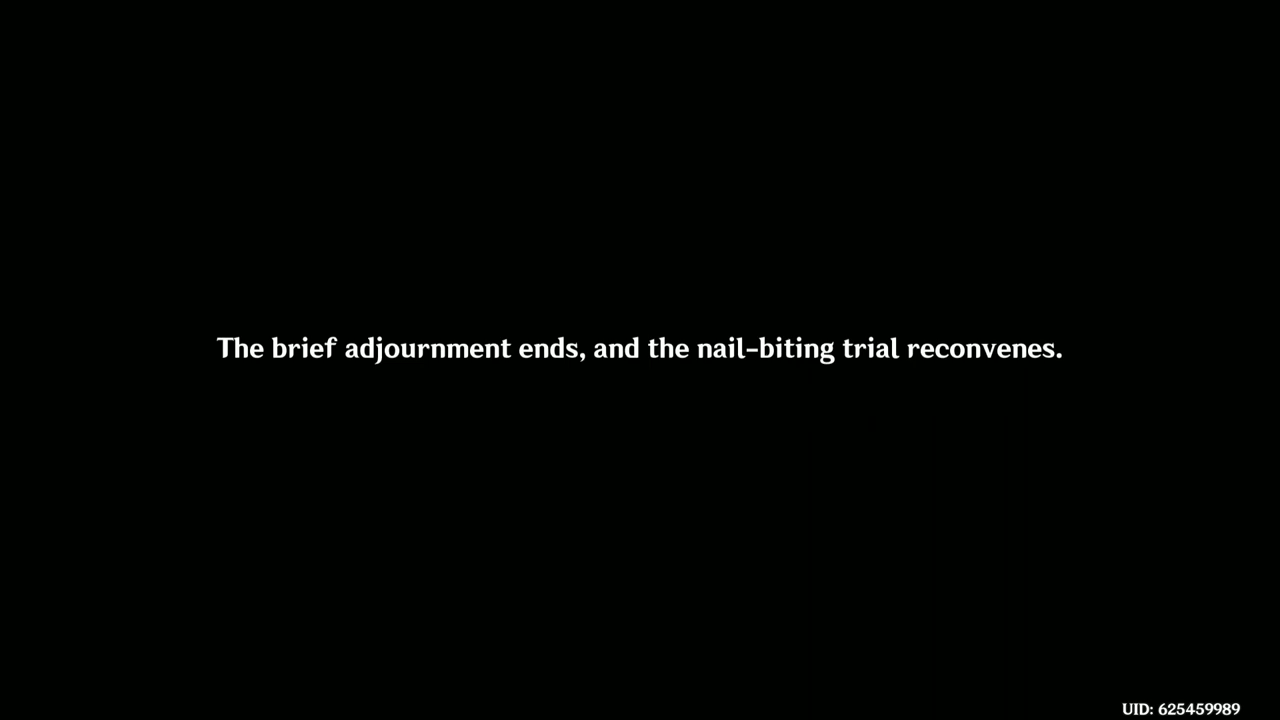 The brief adjournment ends, and the nail-biting trial reconvenes.
UID: 625459989